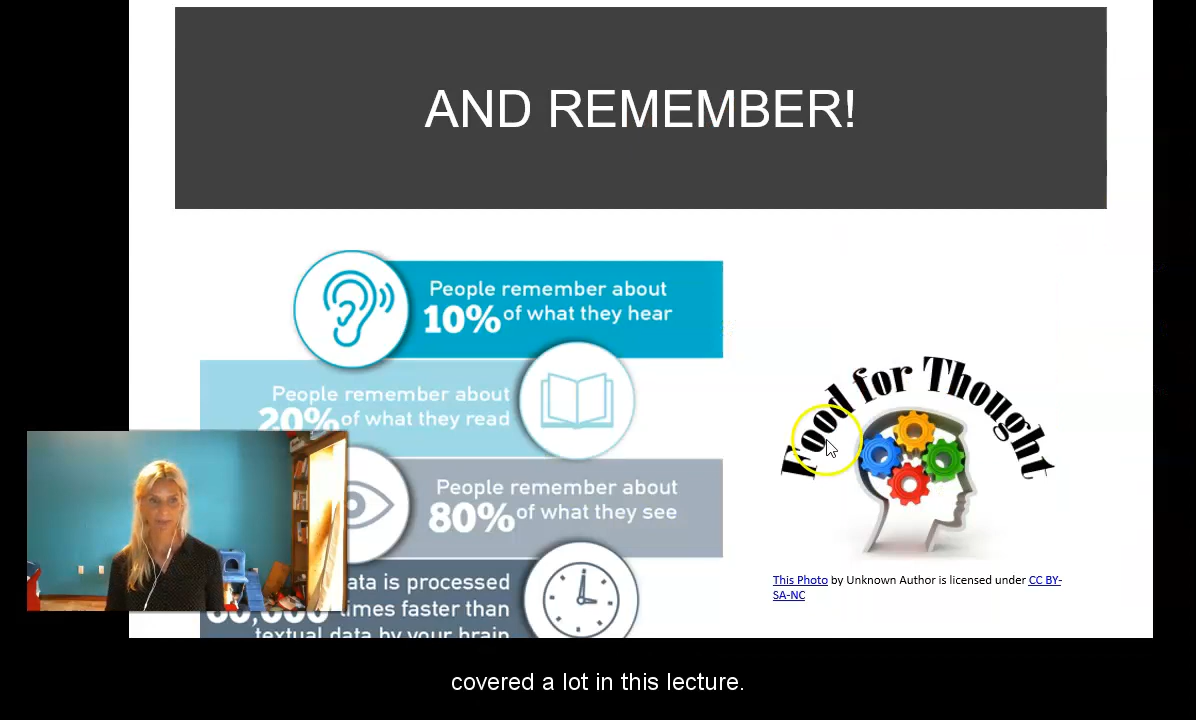 AND REMEMBER!
People remember about
10% of what they hear
People remember about
20% of what they read
People remember about
80% of what they see
is processed
times faster than
textual data by your brain
Food for Thought
This Photo by Unknown Author is licensed under CC BY-
SA-NC
covered a lot in this lecture.